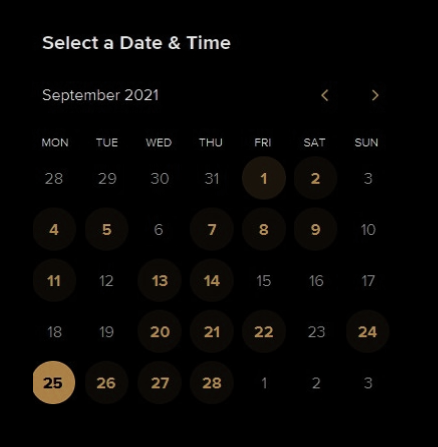 Select a Date & Time
September 2021
MON TUE WED THU FRI SAT SUN
28 29 30 31 1 2 3
4 5 6 7 8 9 10
11 12 13 14 15 16 17
18 19 20 21 22 23 24
25 26 27 28 1 2 3